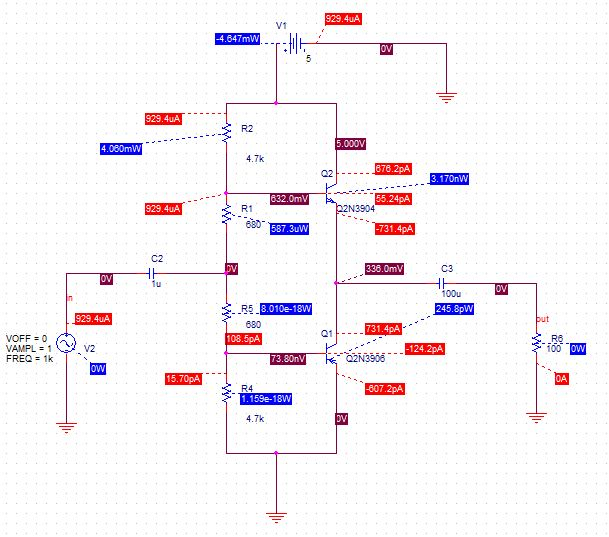 929.4uA
V1
-4.647mW
0V
5
929.4uA
R2
5.000V
4.060mW
4.7k
676.2pA
Q2
3.170nW
632.0mV
55.24pA
929.4uA
R1
Q2N3904
680
587.3uW
-731.4pA
C2
0V
336.0mV
C3
0V
1u
100u
0V
in
R5
8.010e-18W
245.8pW
out
929.4uA
680
Q1
731.4pA
R6
VOFF = 0
VAMPL = 1
FREQ = 1k
V2
108.5pA
-124.2pA
100
0W
73.80nV
Q2N3906
0W
15.70pA
R4
-607.2pA
0A
1.159e-18W
4.7k
0V